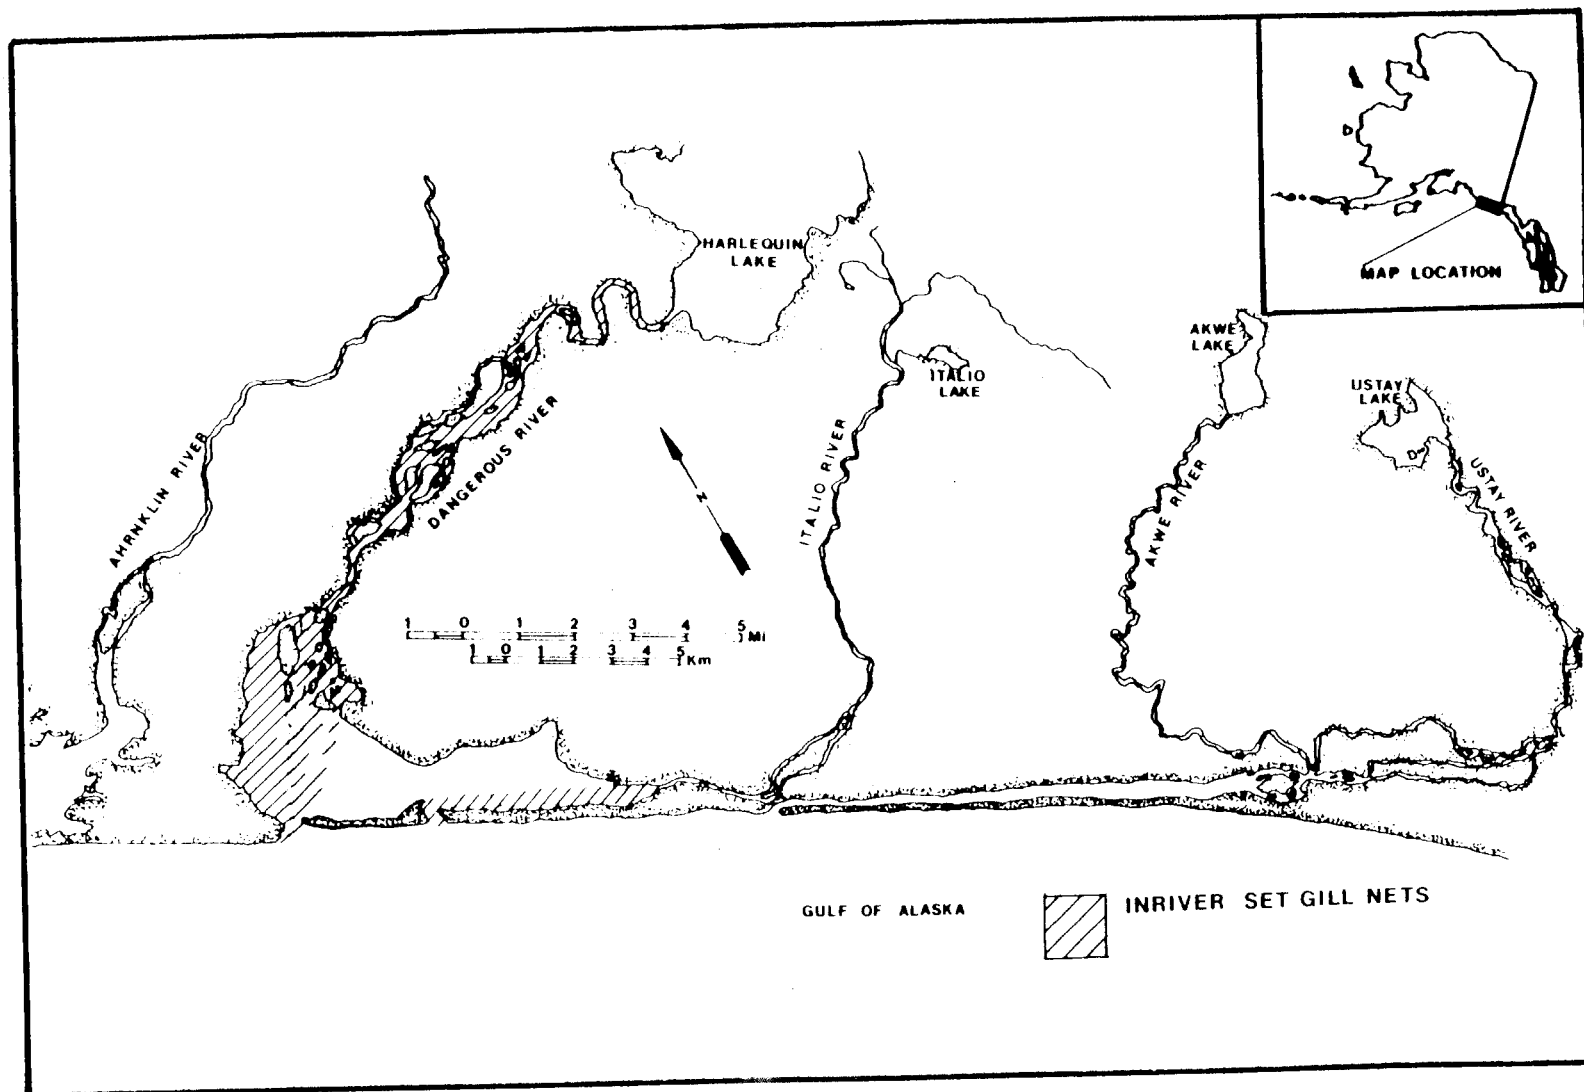 MAP LOCATION
HARLEQUIN
LAKE
AKWE
LAKE
ITALIO
LAKE
USTAY
LAKE
AHRNKLIN RIVER
DANGEROUS RIVER
ITALIO RIVER
AKWE RIVER
USTAY RIVER
N
1 0 1 2 3 4 5 Mi
1 0 1 2 3 4 5 Km
GULF OF ALASKA
INRIVER SET GILL NETS